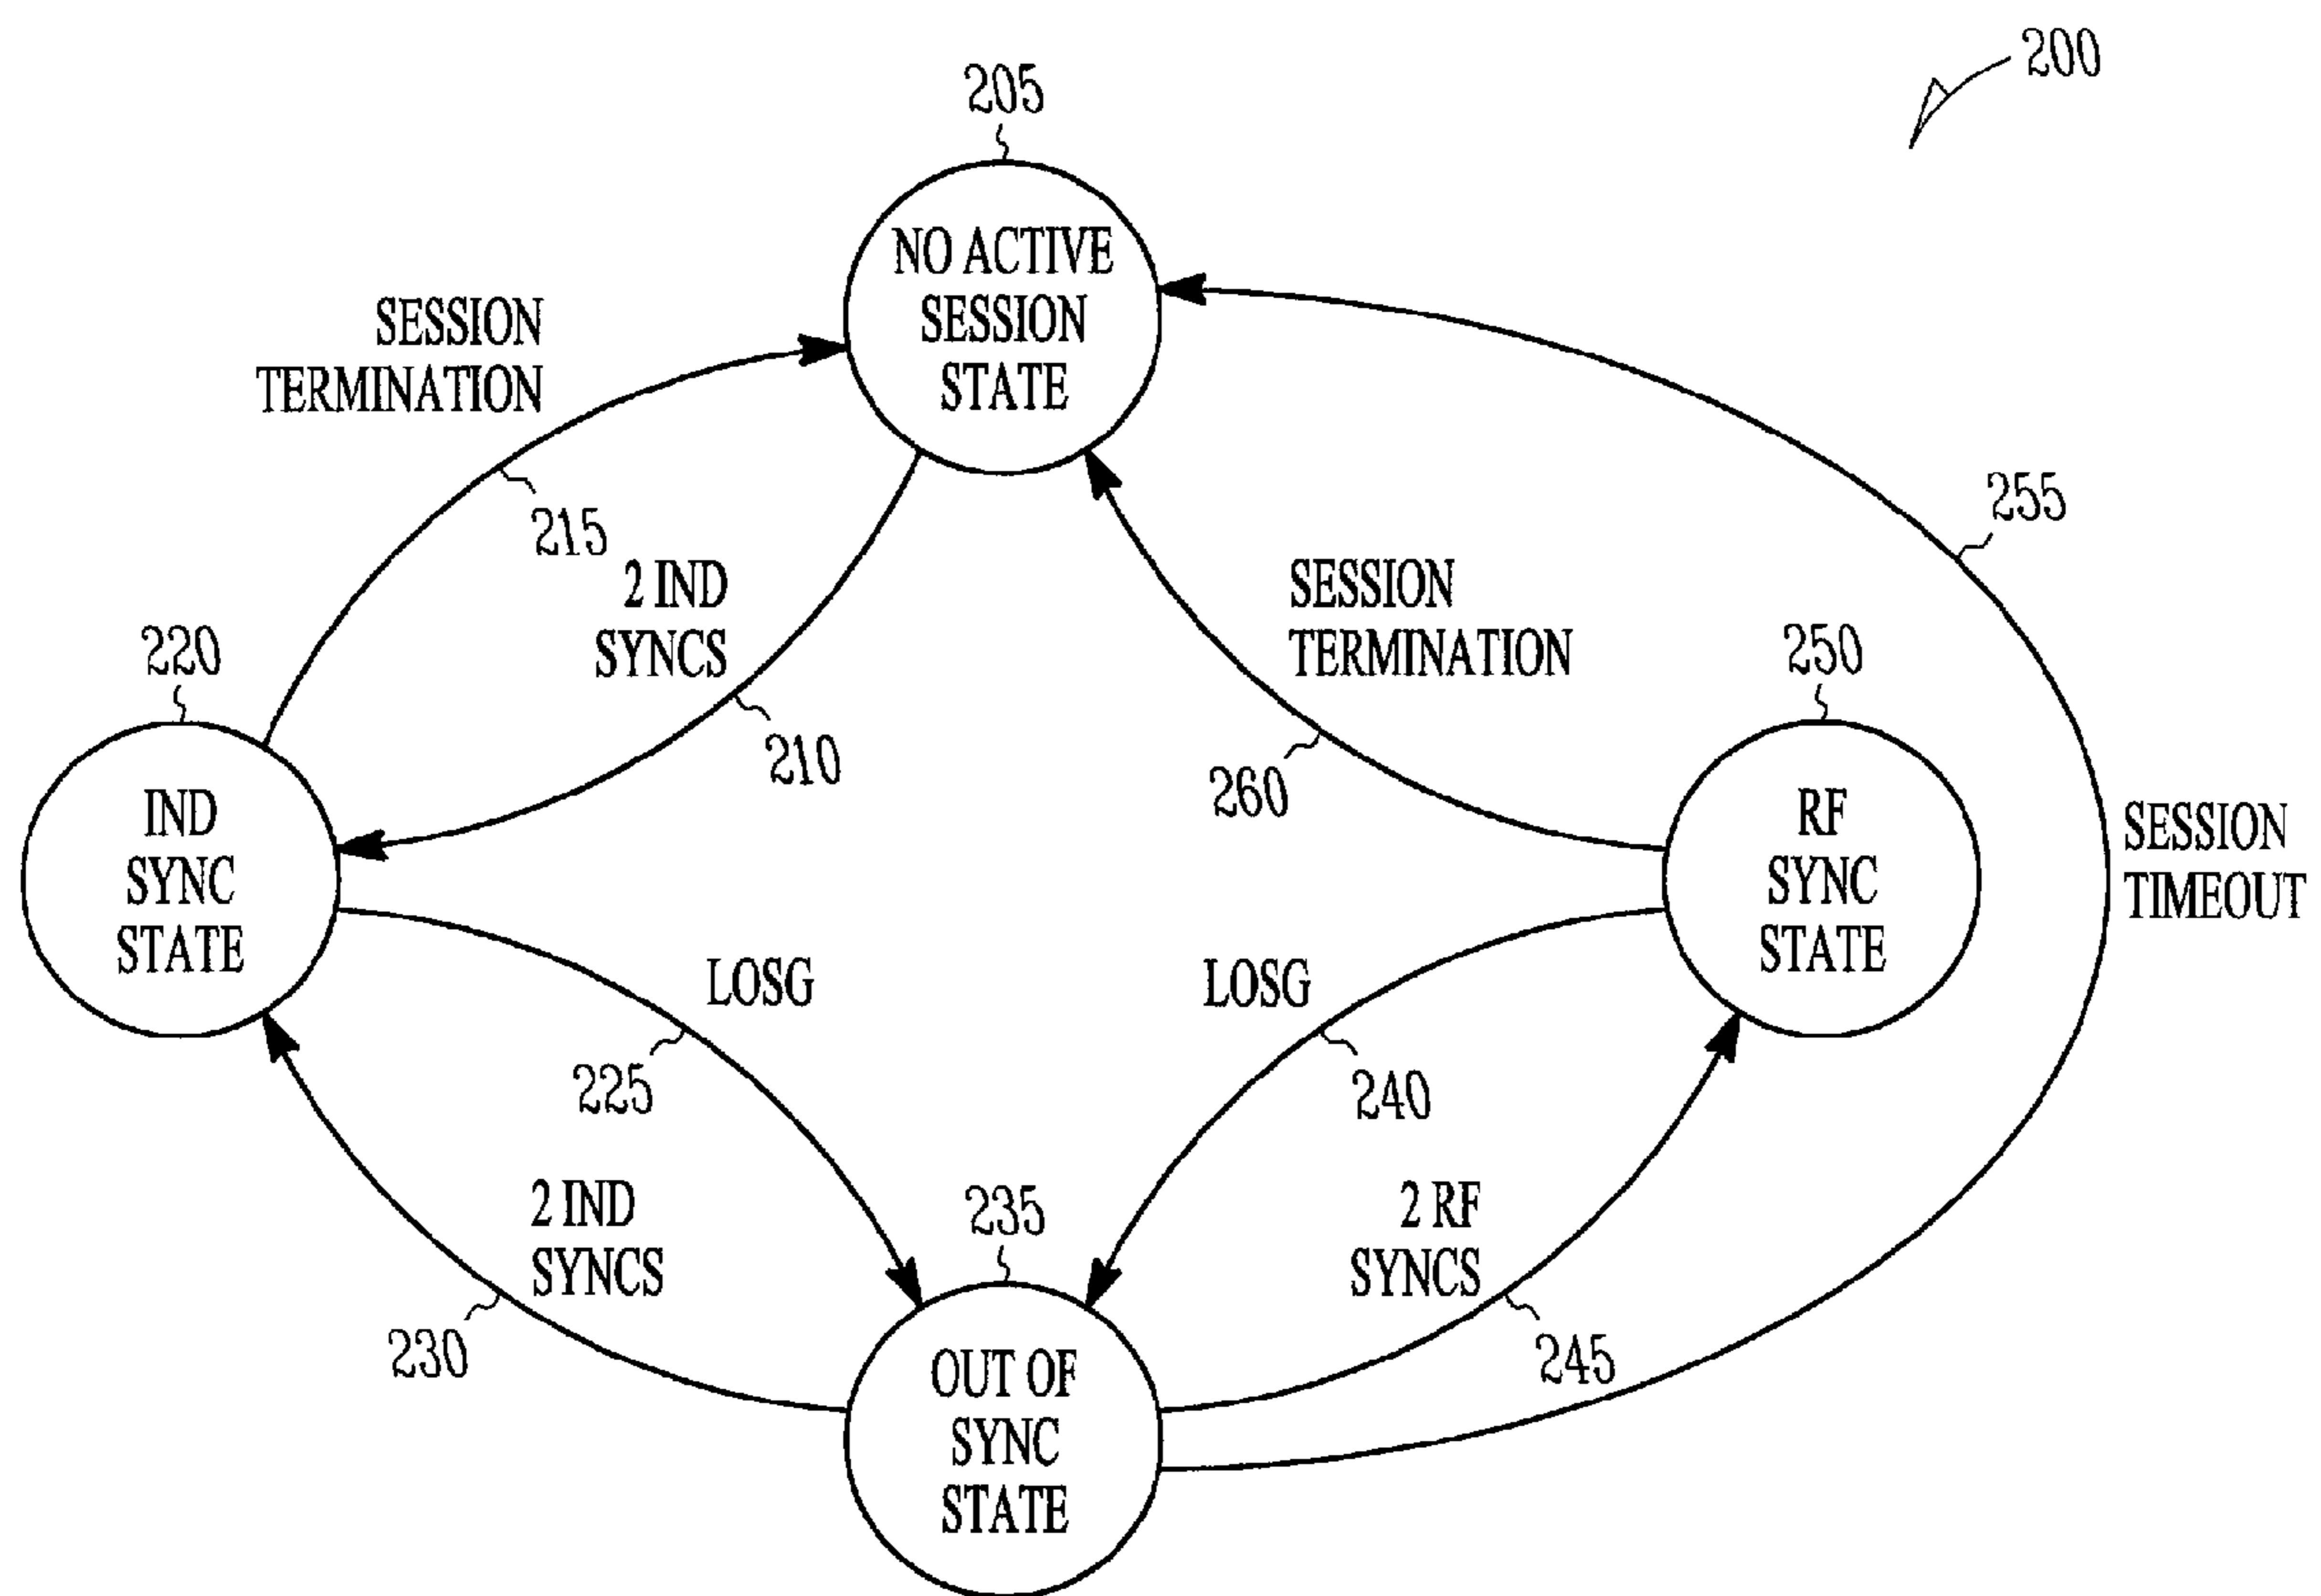 200
205
NO ACTIVE
SESSION
STATE
SESSION
TERMINATION
215
2 IND
SYNCS
210
255
SESSION
TERMINATION
260
220
IND
SYNC
STATE
250
RF
SYNC
STATE
SESSION
TIMEOUT
LOSG
225
LOSG
240
2 IND
SYNCS
230
235
OUT OF
SYNC
STATE
2 RF
SYNCS
245